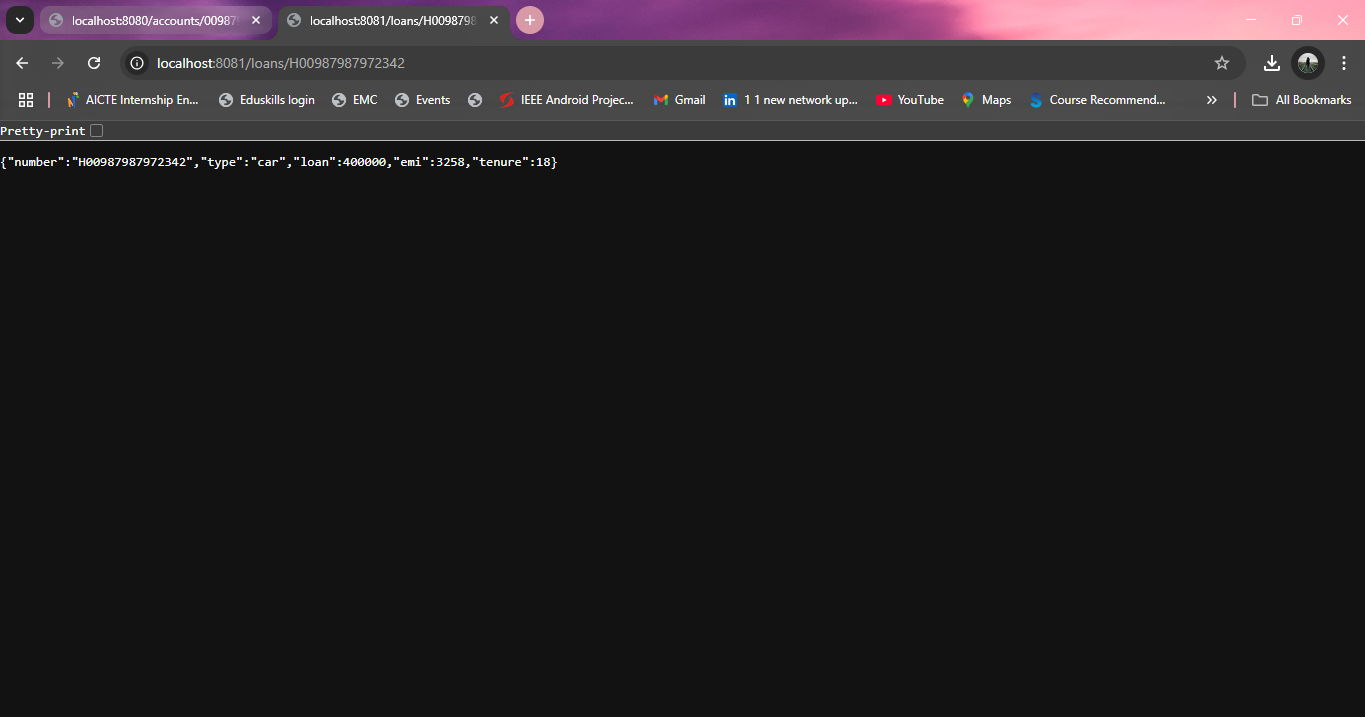 localhost:8080/accounts/00987
localhost:8081/loans/H0098798
localhost:8081/loans/H00987987972342
AICTE Internship En...
Eduskills login
EMC
Events
IEEE Android Projec...
Gmail
1 1 new network up...
YouTube
Maps
Course Recommend...
All Bookmarks
Pretty-print
{"number":"H00987987972342","type":"car","loan":400000,"emi":3258,"tenure":18}